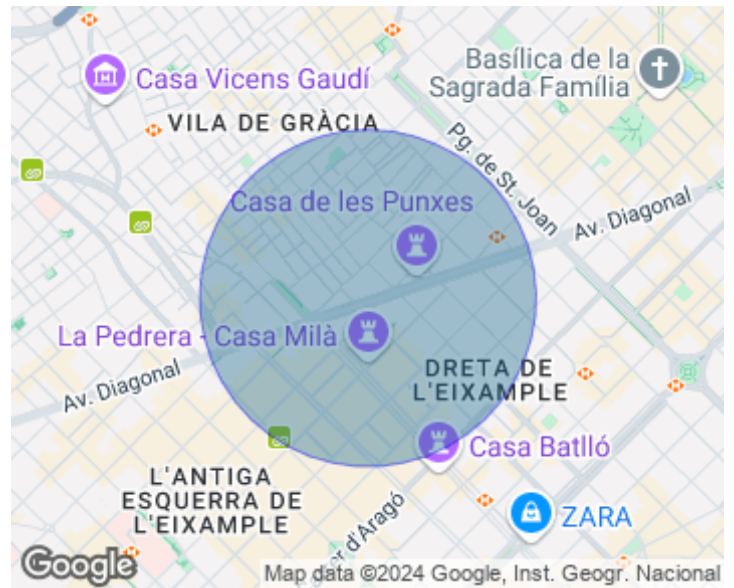 Basílica de la
Sagrada Família
Casa Vicens Gaudí
VILA DE GRÀCIA
Pg. de St. Joan
Casa de les Punxes
Av. Diagonal
La Pedrera - Casa Milà
DRETA DE
L'EIXAMPLE
Av. Diagonal
Casa Batlló
L'ANTIGA
ESQUERRA DE
L'EIXAMPLE
d'Aragó
ZARA
Google
Map data ©2024 Google, Inst. Geogr. Nacional